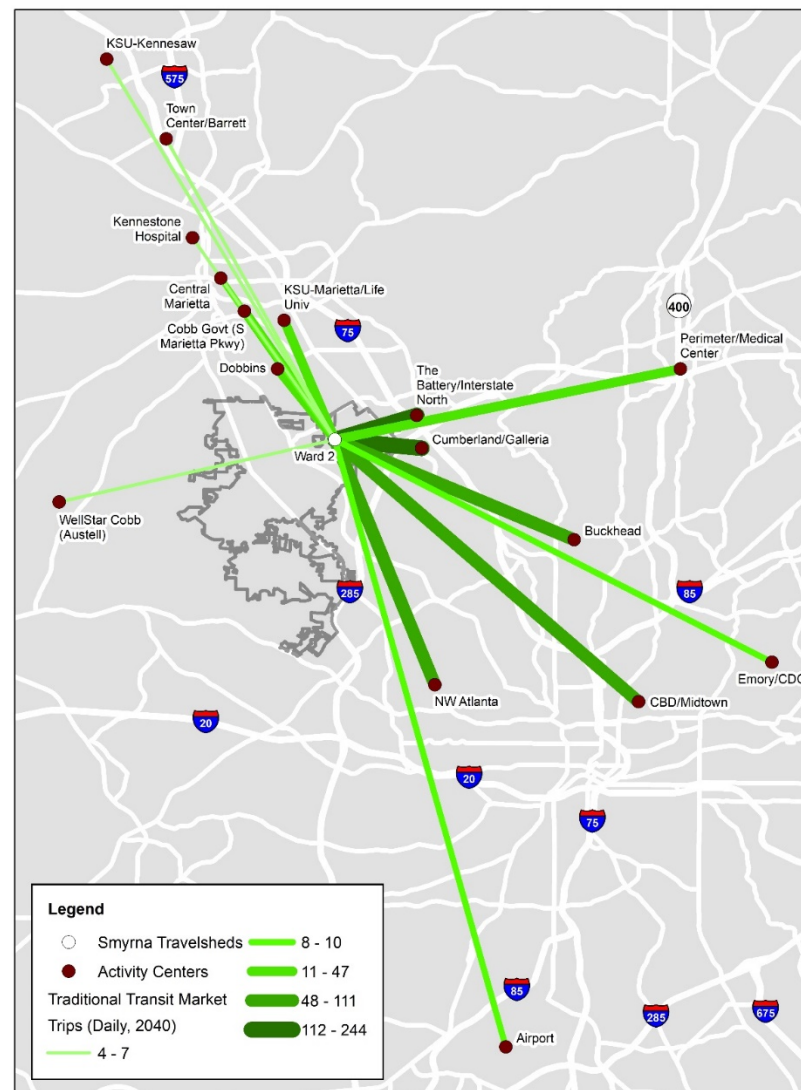 KSU-Kennesaw
575
Town
Center/Barrett
Kennestone
Hospital
Central
Marietta
KSU-Marietta/Life
Univ
400
75
Cobb Govt (S
Marietta Pkwy)
Perimeter/Medical
Center
Dobbins
The
Battery/Interstate
North
Ward 2
Cumberland/Galleria
WellStar Cobb
(Austell)
Buckhead
285
85
Emory/CDC
NW Atlanta
CBD/Midtown
20
20
75
Legend
Smyrna Travelsheds
Activity Centers
Traditional Transit Market
Trips (Daily, 2040)
4 - 7
8 - 10
11 - 47
48 - 111
112 - 244
85
285
675
Airport